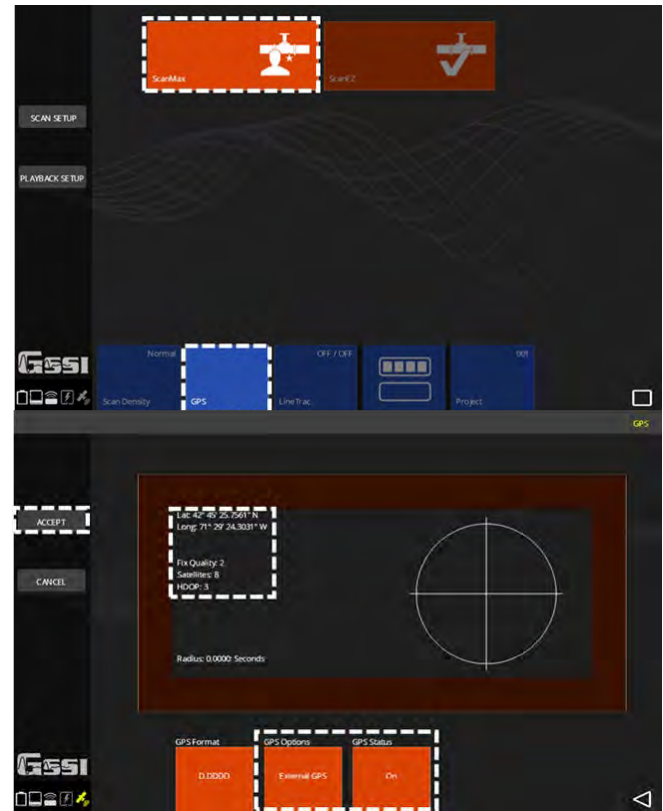 ScanMax
ScanEZ
SCAN SETUP
PLAYBACK SETUP
GSSI
Normal
Scan Density
GPS
OFF / OFF
LineTrac
001
Project
GPS
ACCEPT
CANCEL
Lat: 42° 45' 25.7561" N
Long: 71° 29' 24.3031" W
Fix Quality: 2
Satellites: 8
HDOP: 3
Radius: 0.0000: Seconds
GPS Format
D.DDDD
GPS Options
External GPS
GPS Status
On
GSSI